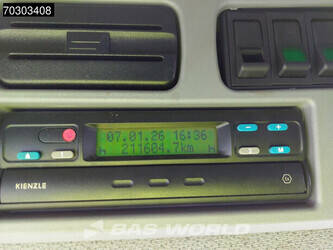 70303408
07.01.26 16:36
211604.7km
h h
− +
M
KIENZLE
BAS WORLD